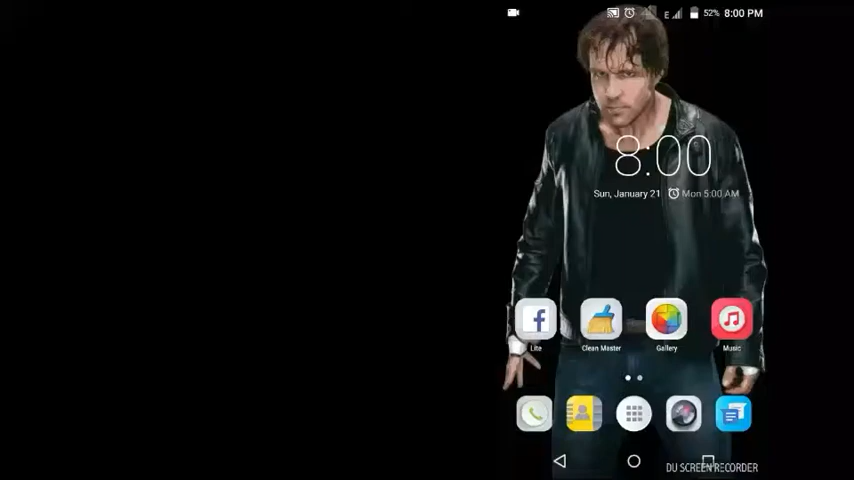 E 52% 8:00 PM
8:00
Sun, January 21 Mon 5:00 AM
Lite Clean Master Gallery Music
DU SCREEN RECORDER